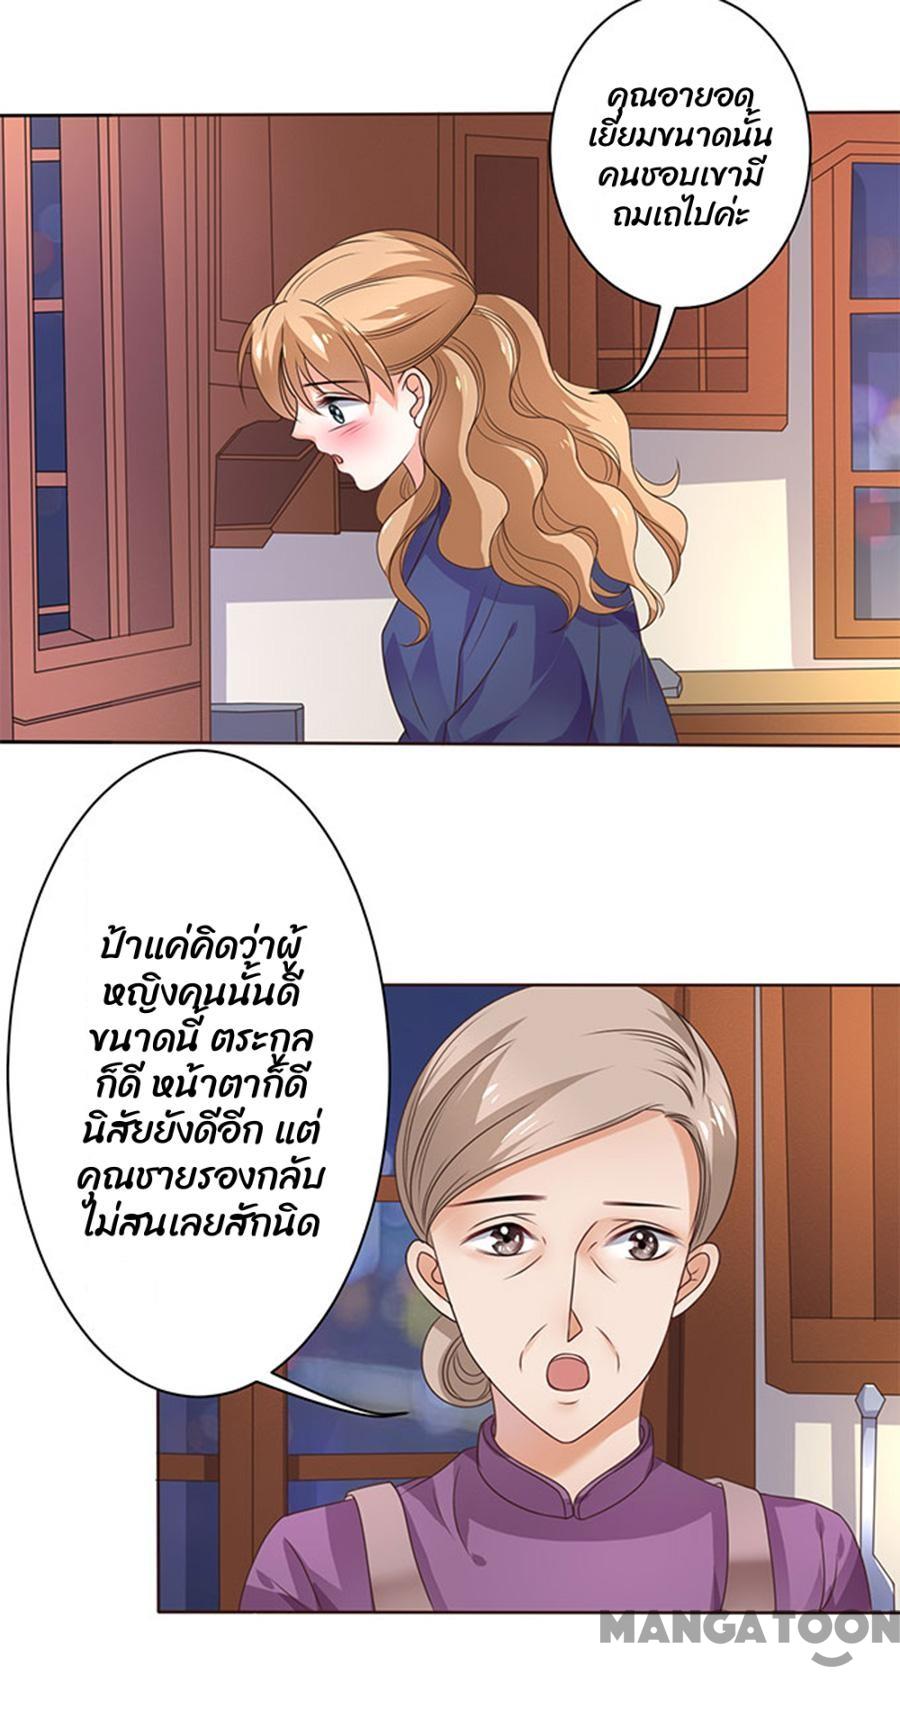 คุณอายอด
เยี่ยมขนาดนั้น
คนชอบเขามี
ถมเถไปค่ะ
ป้าแค่คิดว่าผู้
หญิงคนนั้นดี
ขนาดนี้ ตระกูล
ก็ดี หน้าตาก็ดี
นิสัยยังดีอีก แต่
คุณชายรองกลับ
ไม่สนเลยสักนิด
MANGATOON